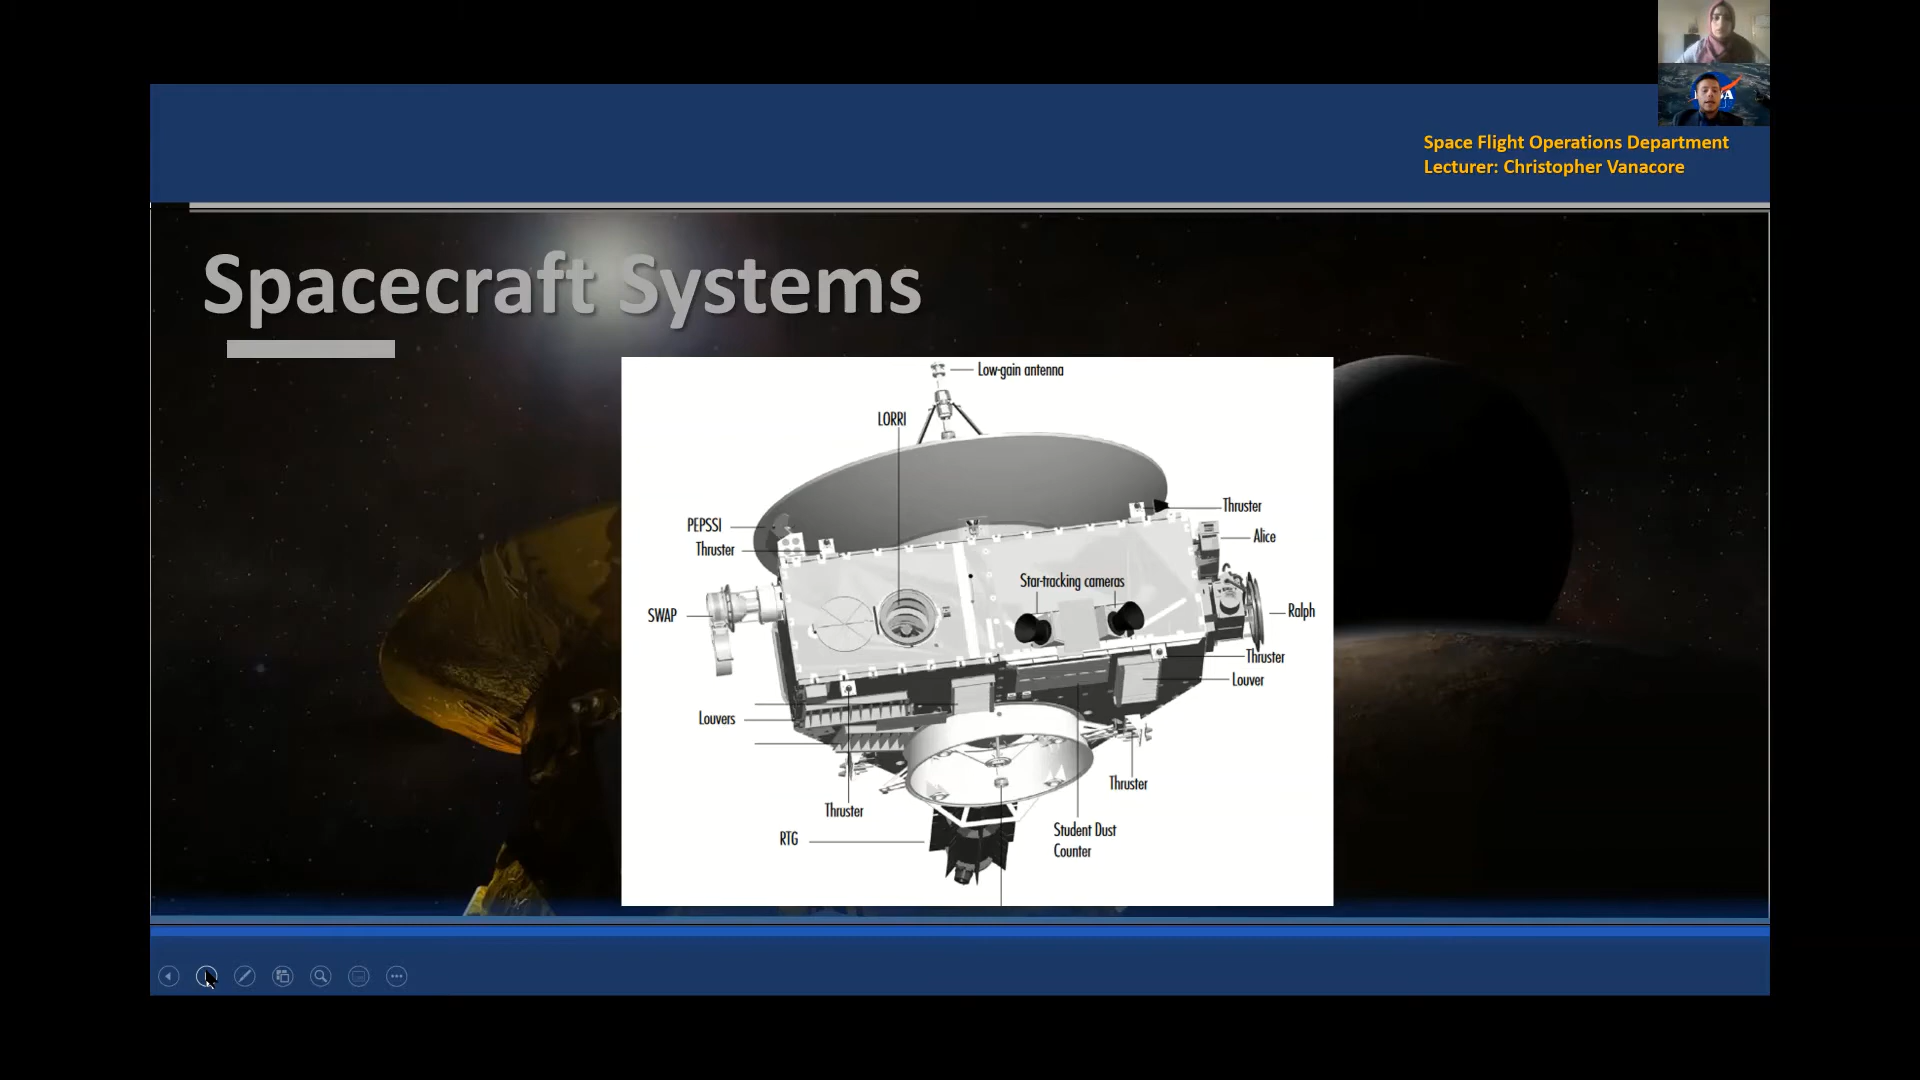 Space Flight Operations Department
Lecturer: Christopher Vanacore
Spacecraft Systems
Low-gain antenna
LORRI
PEPSSI
Thruster
Thruster
Alice
Star-tracking cameras
SWAP
Ralph
Thruster
Louver
Louvers
Thruster
Thruster
RTG
Student Dust
Counter